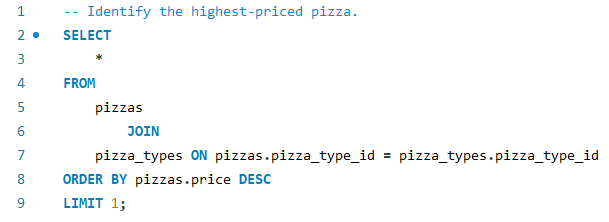 1 -- Identify the highest-priced pizza.
2 SELECT
3 *
4 FROM
5 pizzas
6 JOIN
7 pizza_types ON pizzas.pizza_type_id = pizza_types.pizza_type_id
8 ORDER BY pizzas.price DESC
9 LIMIT 1;